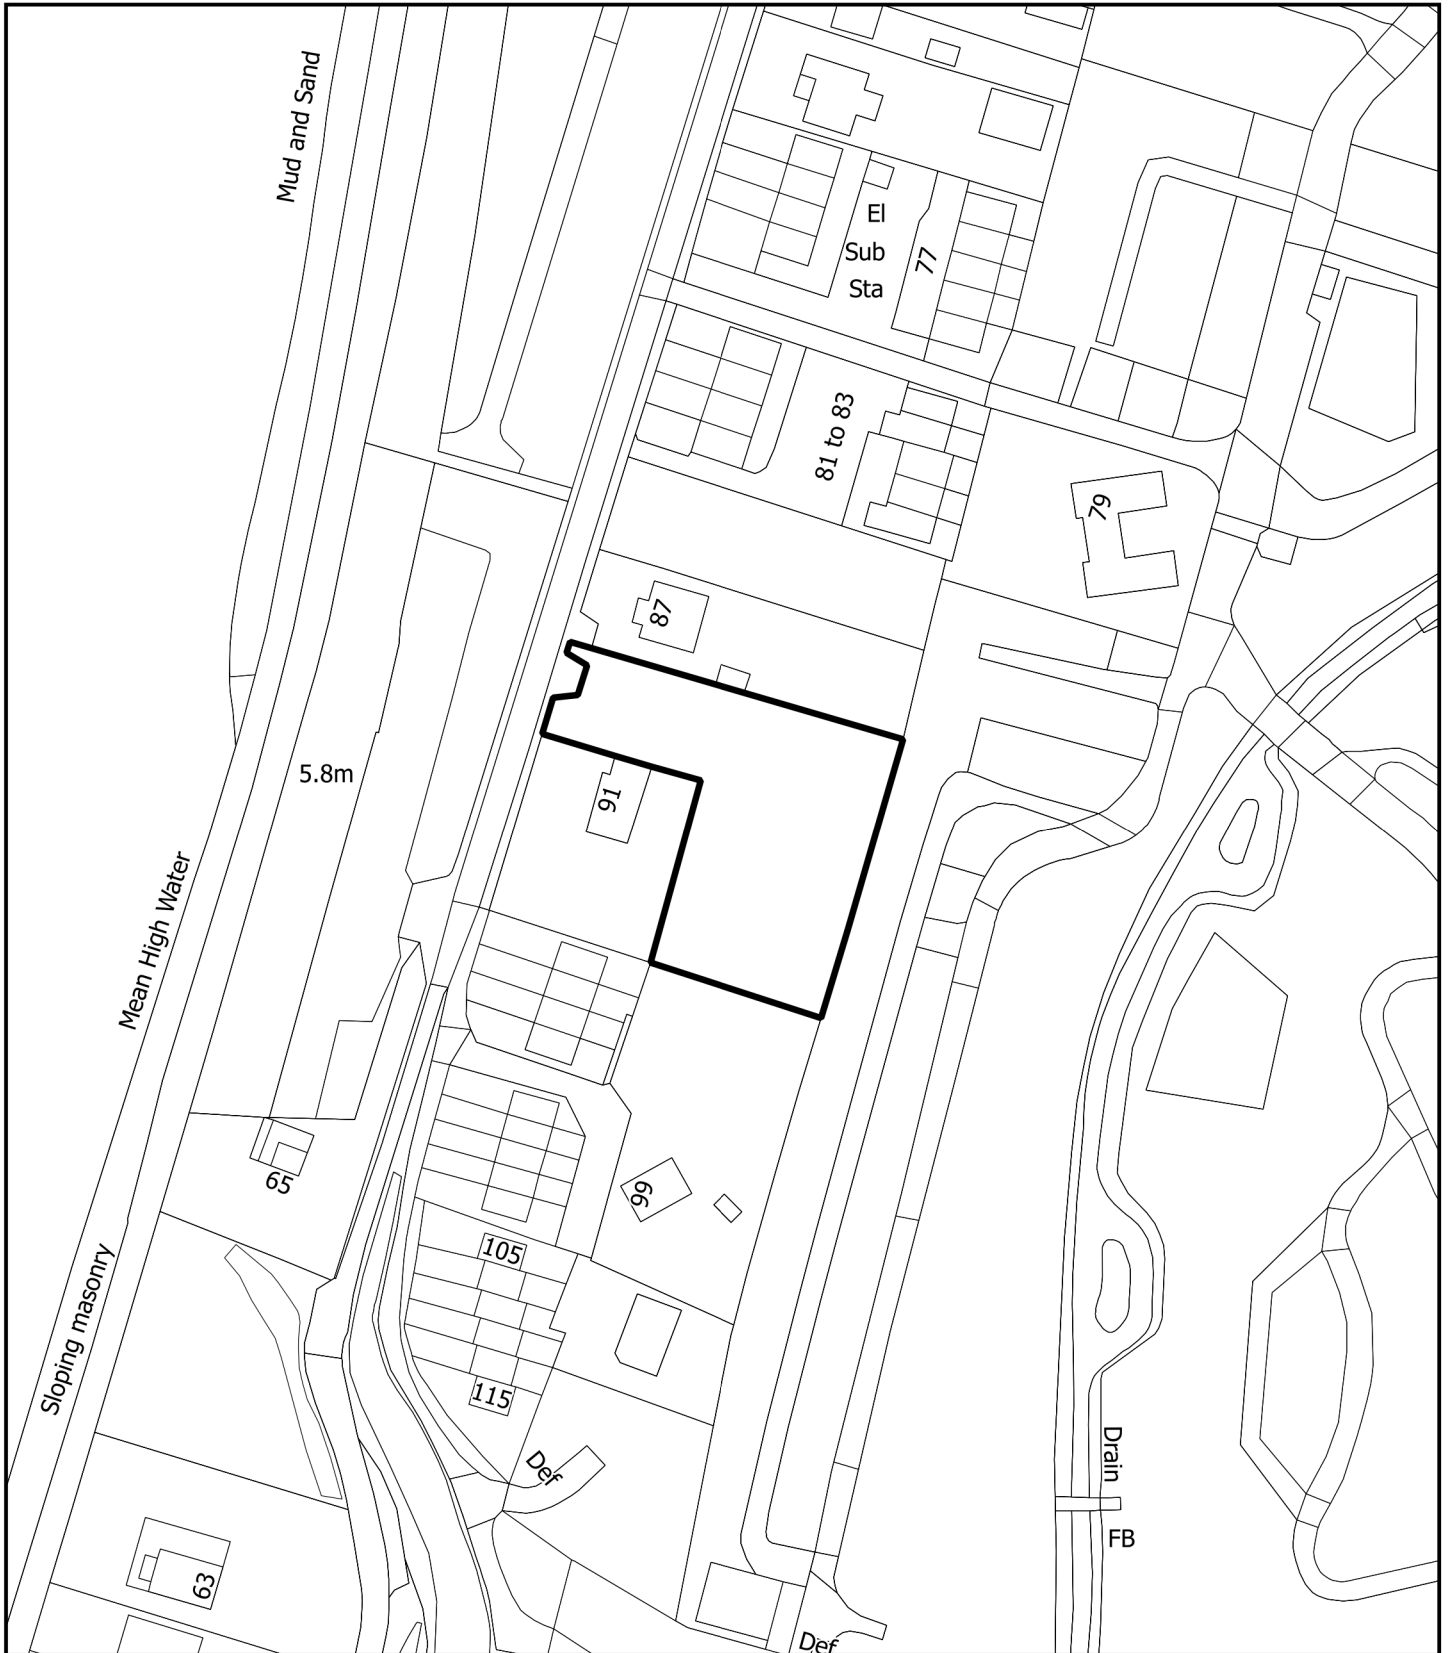 Mud and Sand
El
Sub
Sta
77
81 to 83
79
87
5.8m
91
Mean High Water
65
99
105
Sloping masonry
115
Def
Drain
FB
63
Def